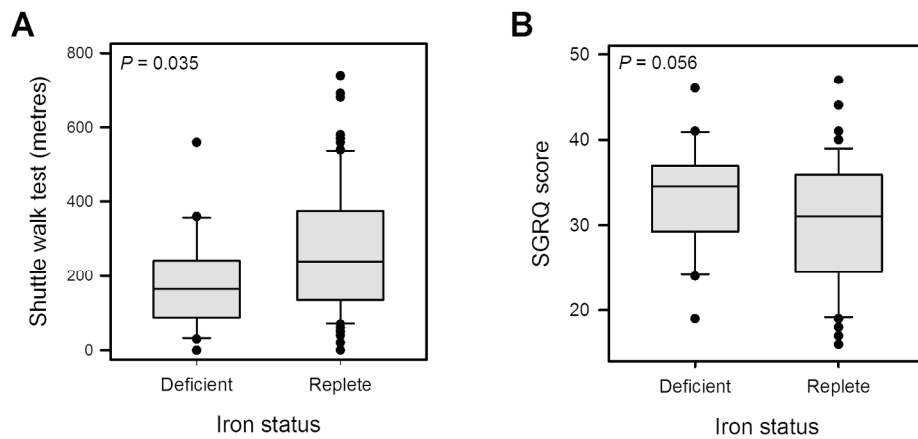 A
P = 0.035
800
600
400
200
0
Shuttle walk test (metres)
Deficient
Replete
Iron status
B
P = 0.056
50
40
30
20
SGRQ score
Deficient
Replete
Iron status